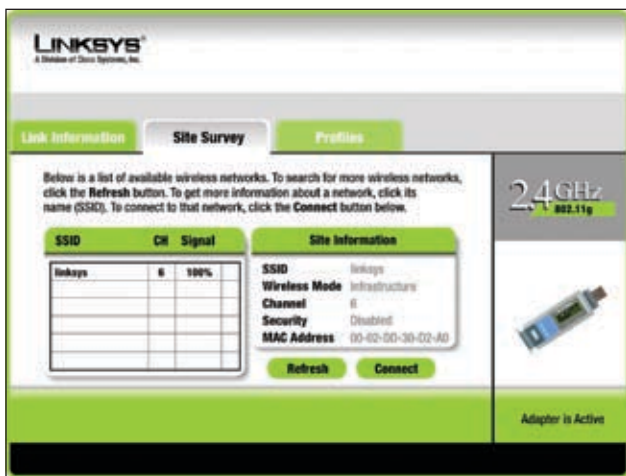 LINKSYS®
A Division of Cisco Systems, Inc.
Link Information
Site Survey
Profiles
Below is a list of available wireless networks. To search for more wireless networks,
click the Refresh button. To get more information about a network, click its
name (SSID). To connect to that network, click the Connect button below.
2.4GHz
802.11g
SSID CH Signal
linksys 6 100%
Site Information
SSID linksys
Wireless Mode Infrastructure
Channel 6
Security Disabled
MAC Address 00-02-DD-30-D2-A0
Refresh
Connect
Adapter is Active